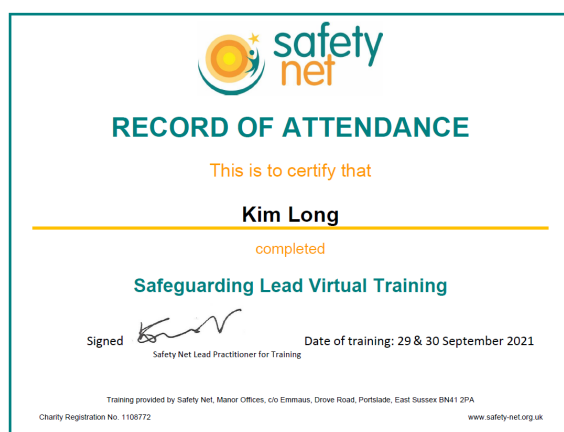 safety
net
RECORD OF ATTENDANCE
This is to certify that
Kim Long
completed
Safeguarding Lead Virtual Training
Signed
Date of training: 29 & 30 September 2021
Safety Net Lead Practitioner for Training
Training provided by Safety Net, Manor Offices, c/o Emmaus, Drove Road, Portslade, East Sussex BN41 2PA
Charity Registration No. 1108772
www.safety-net.org.uk